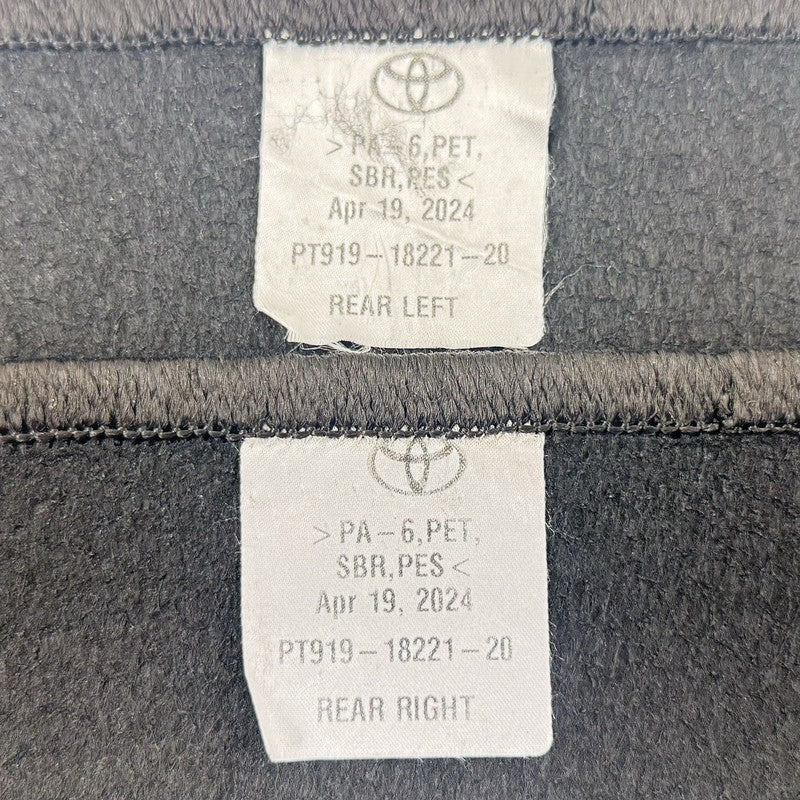 >PA-6,PET,
SBR,PES<
Apr 19, 2024
PT919-18221-20
REAR LEFT
>PA-6,PET,
SBR,PES<
Apr 19, 2024
PT919-18221-20
REAR RIGHT